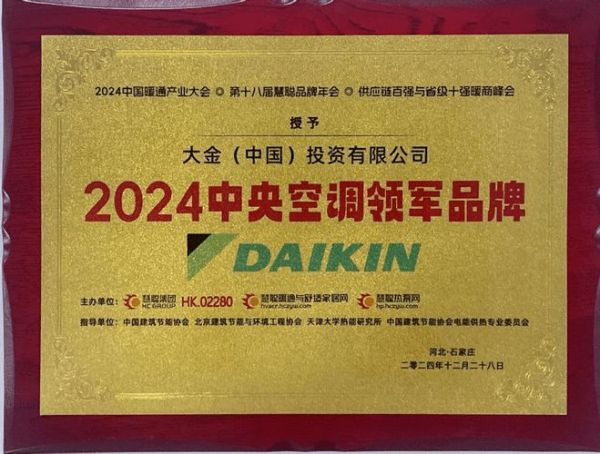 2024中国暖通产业大会 ◎ 第十八届慧聪品牌年会 ◎ 供应链百强与省级十强暖商峰会
授予
大金（中国）投资有限公司
2024中央空调领军品牌
DAIKIN
主办单位： 慧聪集团 HC GROUP HK.02280 慧聪暖通与舒适家居网 hvacr.hczyw.com 慧聪热泵网 hp.hczyw.com
指导单位：中国建筑节能协会 北京建筑节能与环境工程协会 天津大学热能研究所 中国建筑节能协会电能供热专业委员会
河北·石家庄
二零二四年十二月二十八日